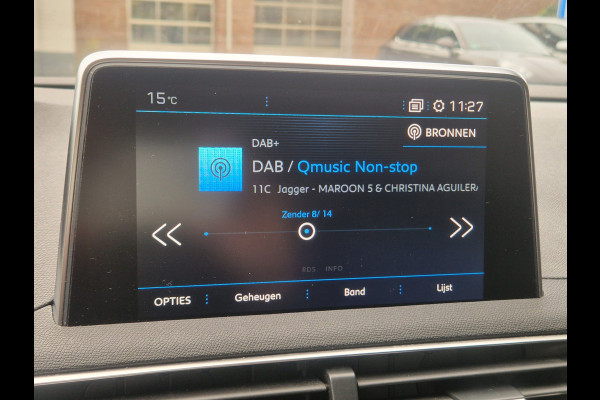 15°C 11:27
BRONNEN
DAB+
DAB / Qmusic Non-stop
11C Jagger - MAROON 5 & CHRISTINA AGUILERA
Zender 8/ 14
RDS INFO
OPTIES Geheugen Band Lijst